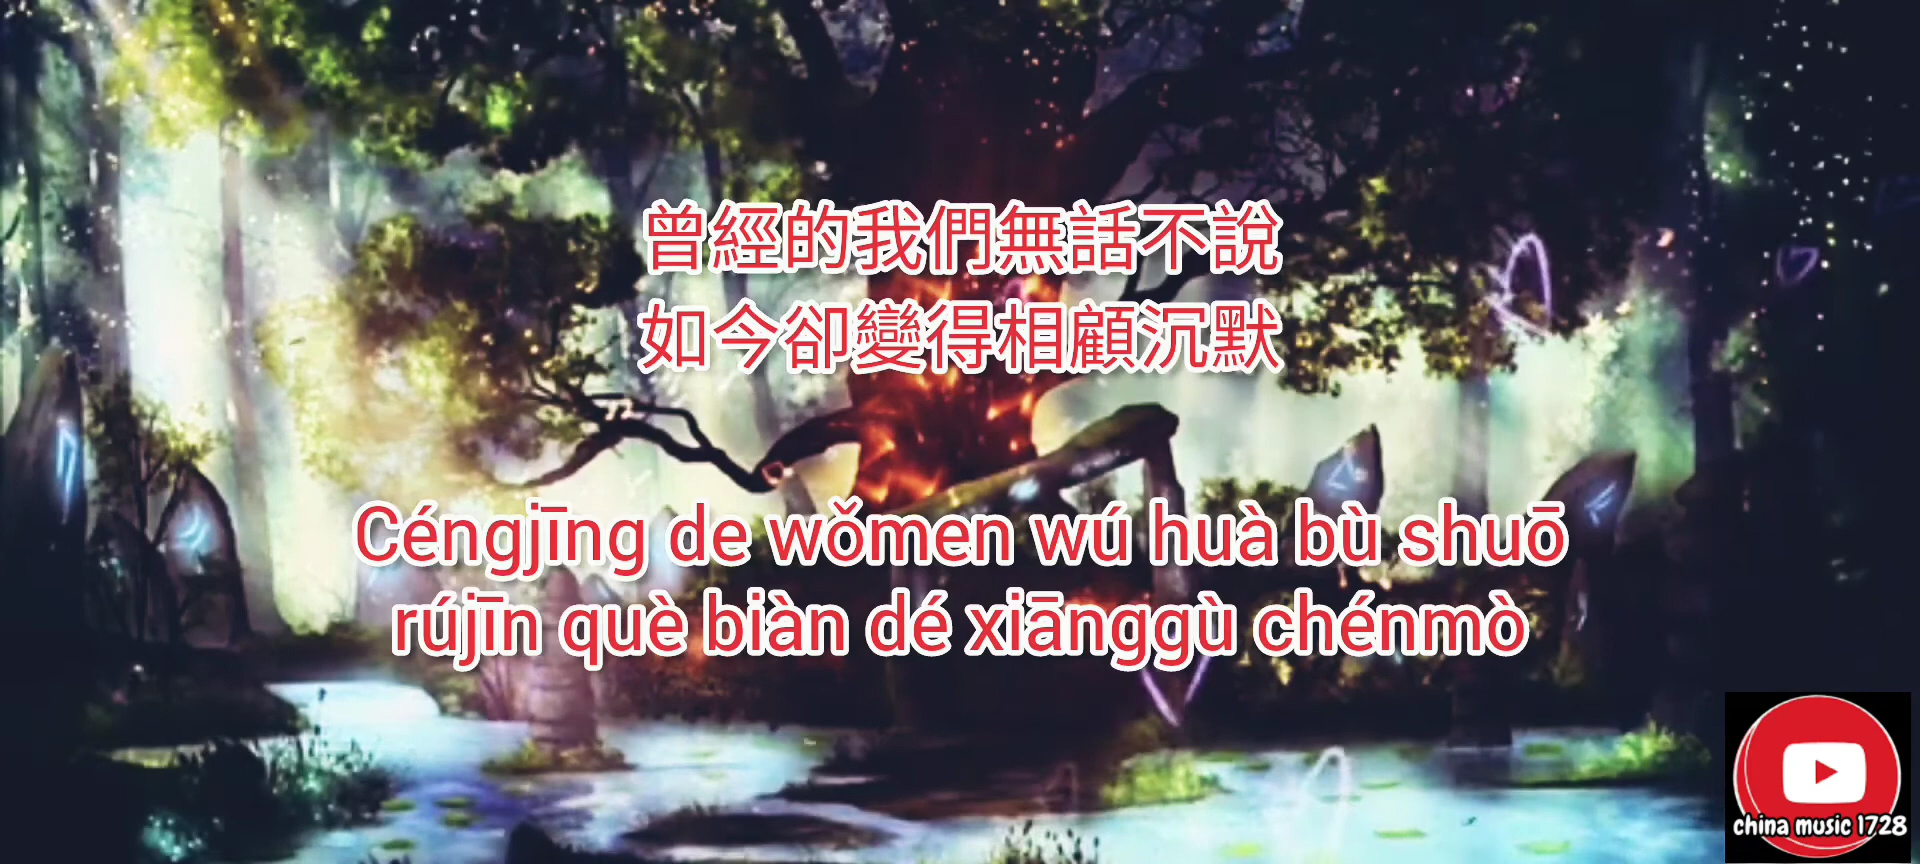 曾經的我們無話不說
如今卻變得相顧沉默
Céngjīng de wǒmen wú huà bù shuō
rújīn què biàn dé xiānggù chénmò
china music 1728